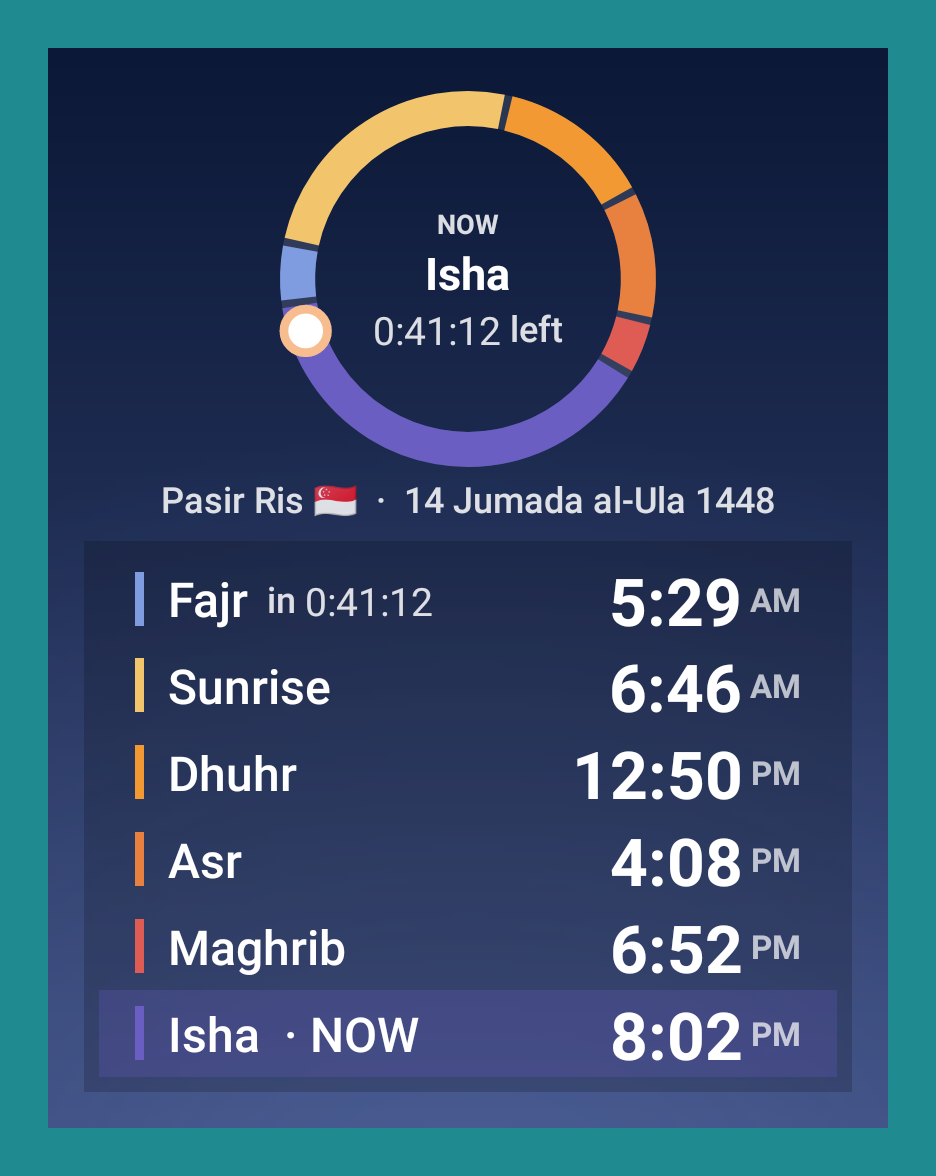 NOW
Isha
0:41:12 left
Pasir Ris 🇸🇬 · 14 Jumada al-Ula 1448
Fajr in 0:41:12 5:29 AM
Sunrise 6:46 AM
Dhuhr 12:50 PM
Asr 4:08 PM
Maghrib 6:52 PM
Isha · NOW 8:02 PM